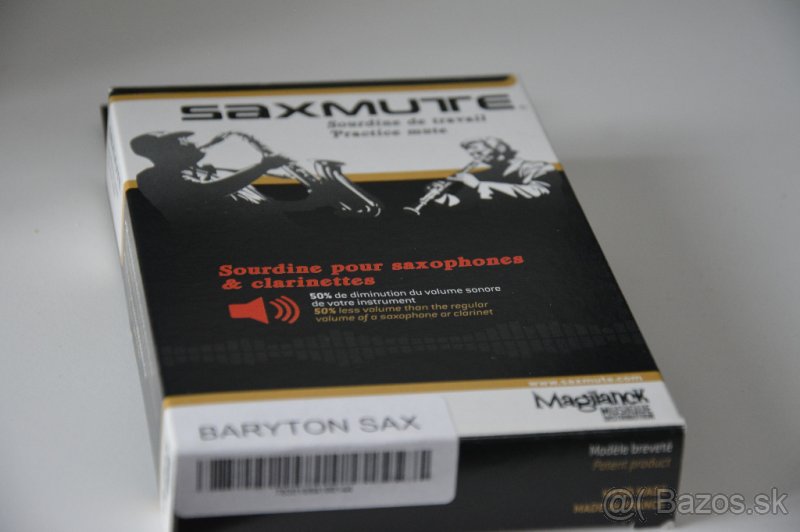 SAXMUTE
Sourdine de travail
Practice mute
Sourdine pour saxophones
& clarinettes
50% de diminution du volume sonore
de votre instrument
50% less volume than the regular
volume of a saxophone or clarinet
www.saxmute.com
Magjianck
BARYTON SAX
Modèle breveté
Patent product
@( Bazos.sk